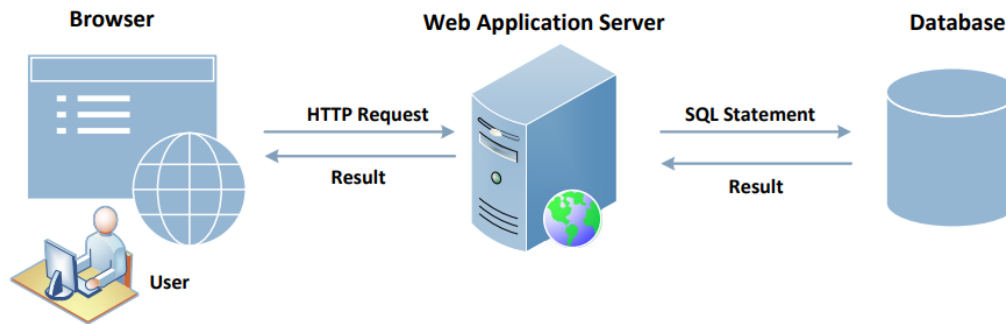 Browser
Web Application Server
Database
HTTP Request
SQL Statement
Result
Result
User